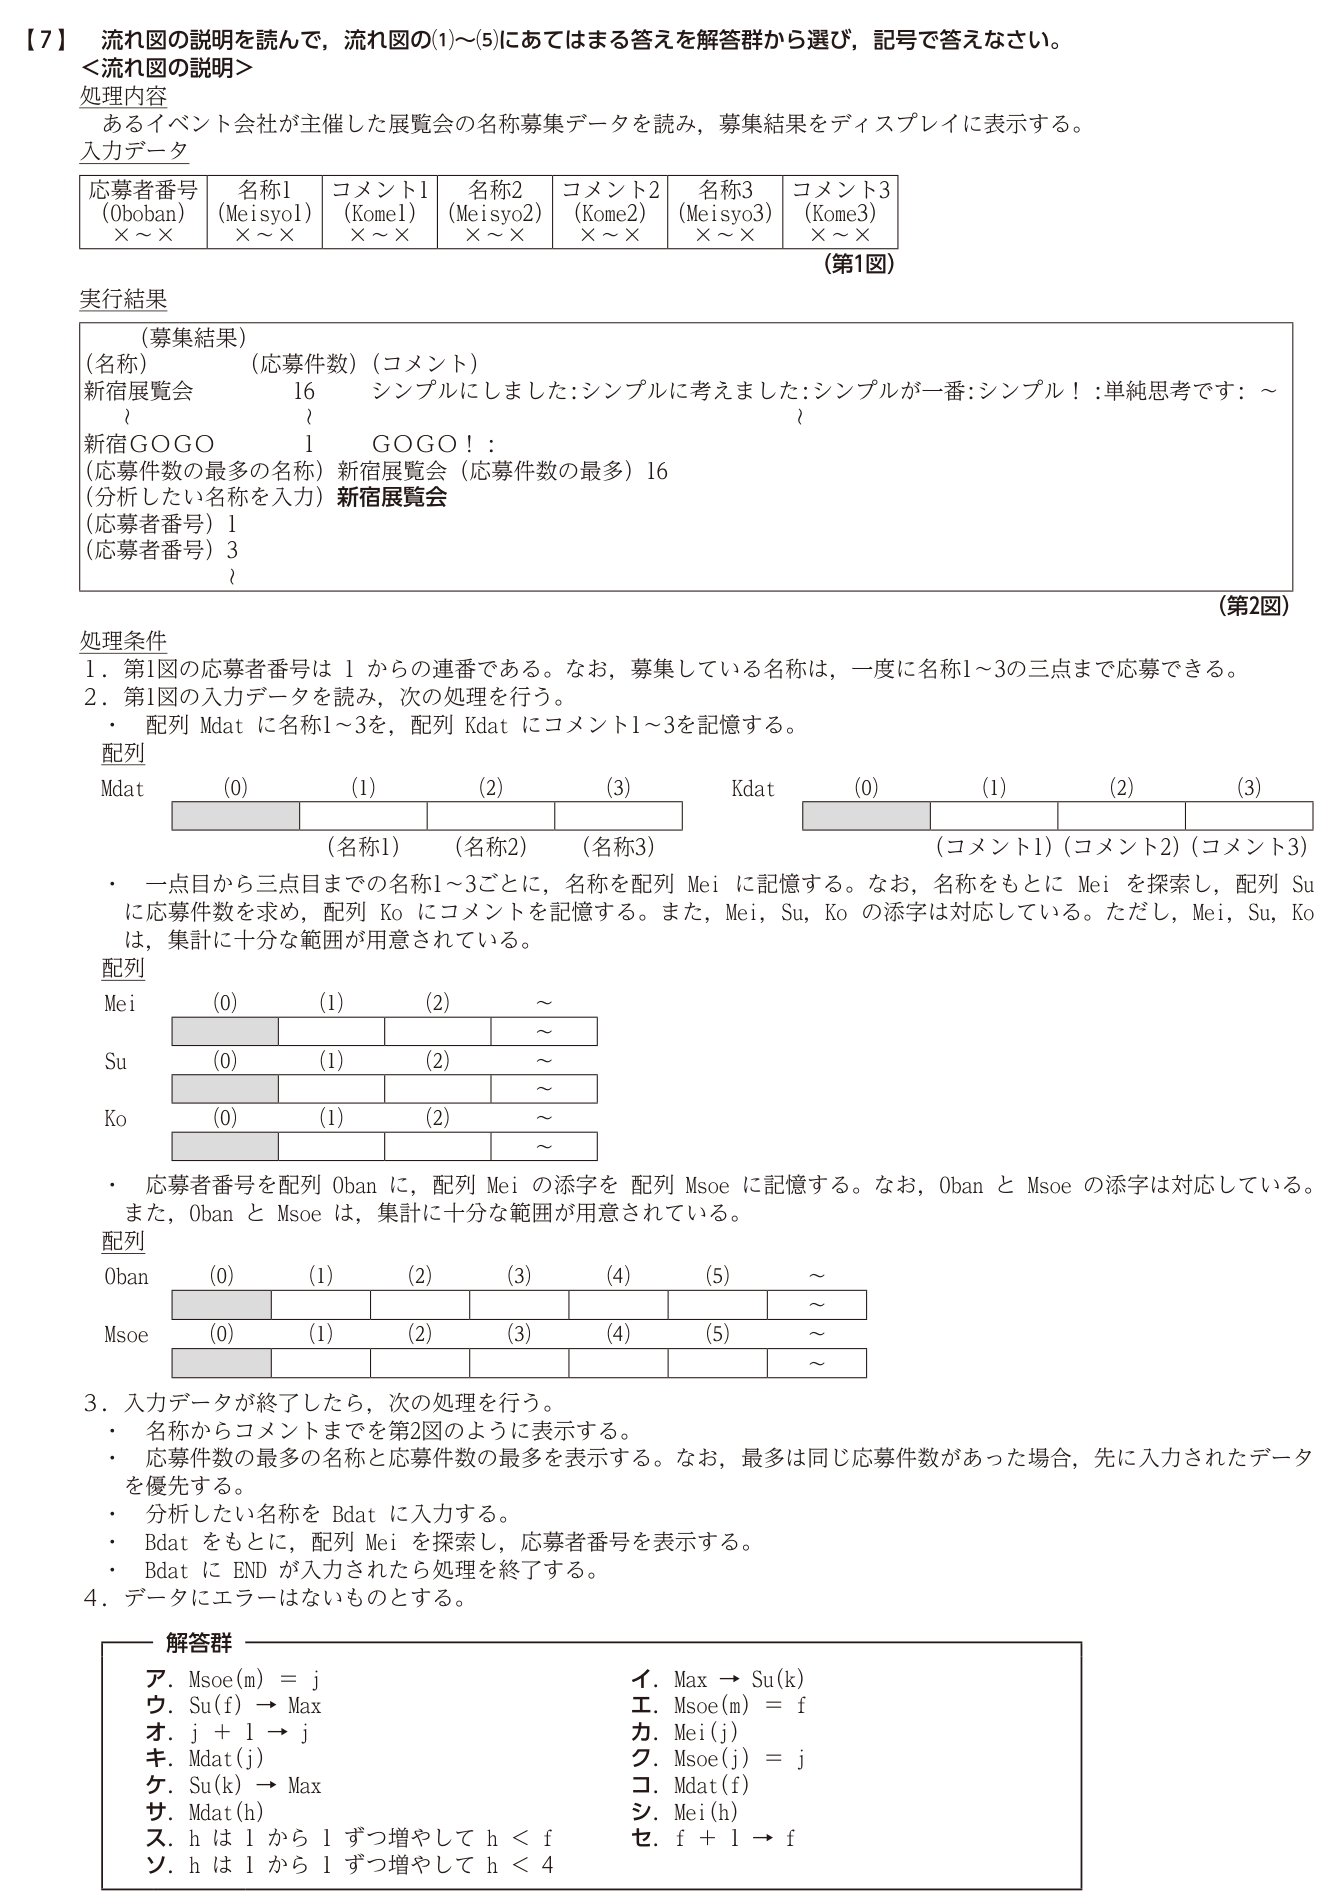 【7】 流れ図の説明を読んで，流れ図の⑴～⑸にあてはまる答えを解答群から選び，記号で答えなさい。
＜流れ図の説明＞
処理内容
あるイベント会社が主催した展覧会の名称募集データを読み，募集結果をディスプレイに表示する。
入力データ
応募者番号 名称1 コメント1 名称2 コメント2 名称3 コメント3
(Oboban) (Meisyo1) (Kome1) (Meisyo2) (Kome2) (Meisyo3) (Kome3)
×～× ×～× ×～× ×～× ×～× ×～× ×～×
(第1図)
実行結果
(募集結果)
(名称) (応募件数) (コメント)
新宿展覧会 16 シンプルにしました:シンプルに考えました:シンプルが一番:シンプル！:単純思考です: ～
～ ～ ～
新宿ＧＯＧＯ 1 ＧＯＧＯ！：
(応募件数の最多の名称) 新宿展覧会 (応募件数の最多) 16
(分析したい名称を入力) 新宿展覧会
(応募者番号) 1
(応募者番号) 3
～
(第2図)
処理条件
１．第1図の応募者番号は 1 からの連番である。なお，募集している名称は，一度に名称1～3の三点まで応募できる。
２．第1図の入力データを読み，次の処理を行う。
・ 配列 Mdat に名称1～3を，配列 Kdat にコメント1～3を記憶する。
配列
Mdat (0) (1) (2) (3) Kdat (0) (1) (2) (3)
(名称1) (名称2) (名称3) (コメント1) (コメント2) (コメント3)
・ 一点目から三点目までの名称1～3ごとに，名称を配列 Mei に記憶する。なお，名称をもとに Mei を探索し，配列 Su
に応募件数を求め，配列 Ko にコメントを記憶する。また，Mei，Su，Ko の添字は対応している。ただし，Mei，Su，Ko
は，集計に十分な範囲が用意されている。
配列
Mei (0) (1) (2) ～
～
Su (0) (1) (2) ～
～
Ko (0) (1) (2) ～
～
・ 応募者番号を配列 Oban に，配列 Mei の添字を 配列 Msoe に記憶する。なお，Oban と Msoe の添字は対応している。
また，Oban と Msoe は，集計に十分な範囲が用意されている。
配列
Oban (0) (1) (2) (3) (4) (5) ～
～
Msoe (0) (1) (2) (3) (4) (5) ～
～
３．入力データが終了したら，次の処理を行う。
・ 名称からコメントまでを第2図のように表示する。
・ 応募件数の最多の名称と応募件数の最多を表示する。なお，最多は同じ応募件数があった場合，先に入力されたデータ
を優先する。
・ 分析したい名称を Bdat に入力する。
・ Bdat をもとに，配列 Mei を探索し，応募者番号を表示する。
・ Bdat に END が入力されたら処理を終了する。
４．データにエラーはないものとする。
解答群
ア．Msoe(m) ＝ j イ．Max → Su(k)
ウ．Su(f) → Max エ．Msoe(m) ＝ f
オ．j ＋ 1 → j カ．Mei(j)
キ．Mdat(j) ク．Msoe(j) ＝ j
ケ．Su(k) → Max コ．Mdat(f)
サ．Mdat(h) シ．Mei(h)
ス．h は 1 から 1 ずつ増やして h ＜ f セ．f ＋ 1 → f
ソ．h は 1 から 1 ずつ増やして h ＜ 4